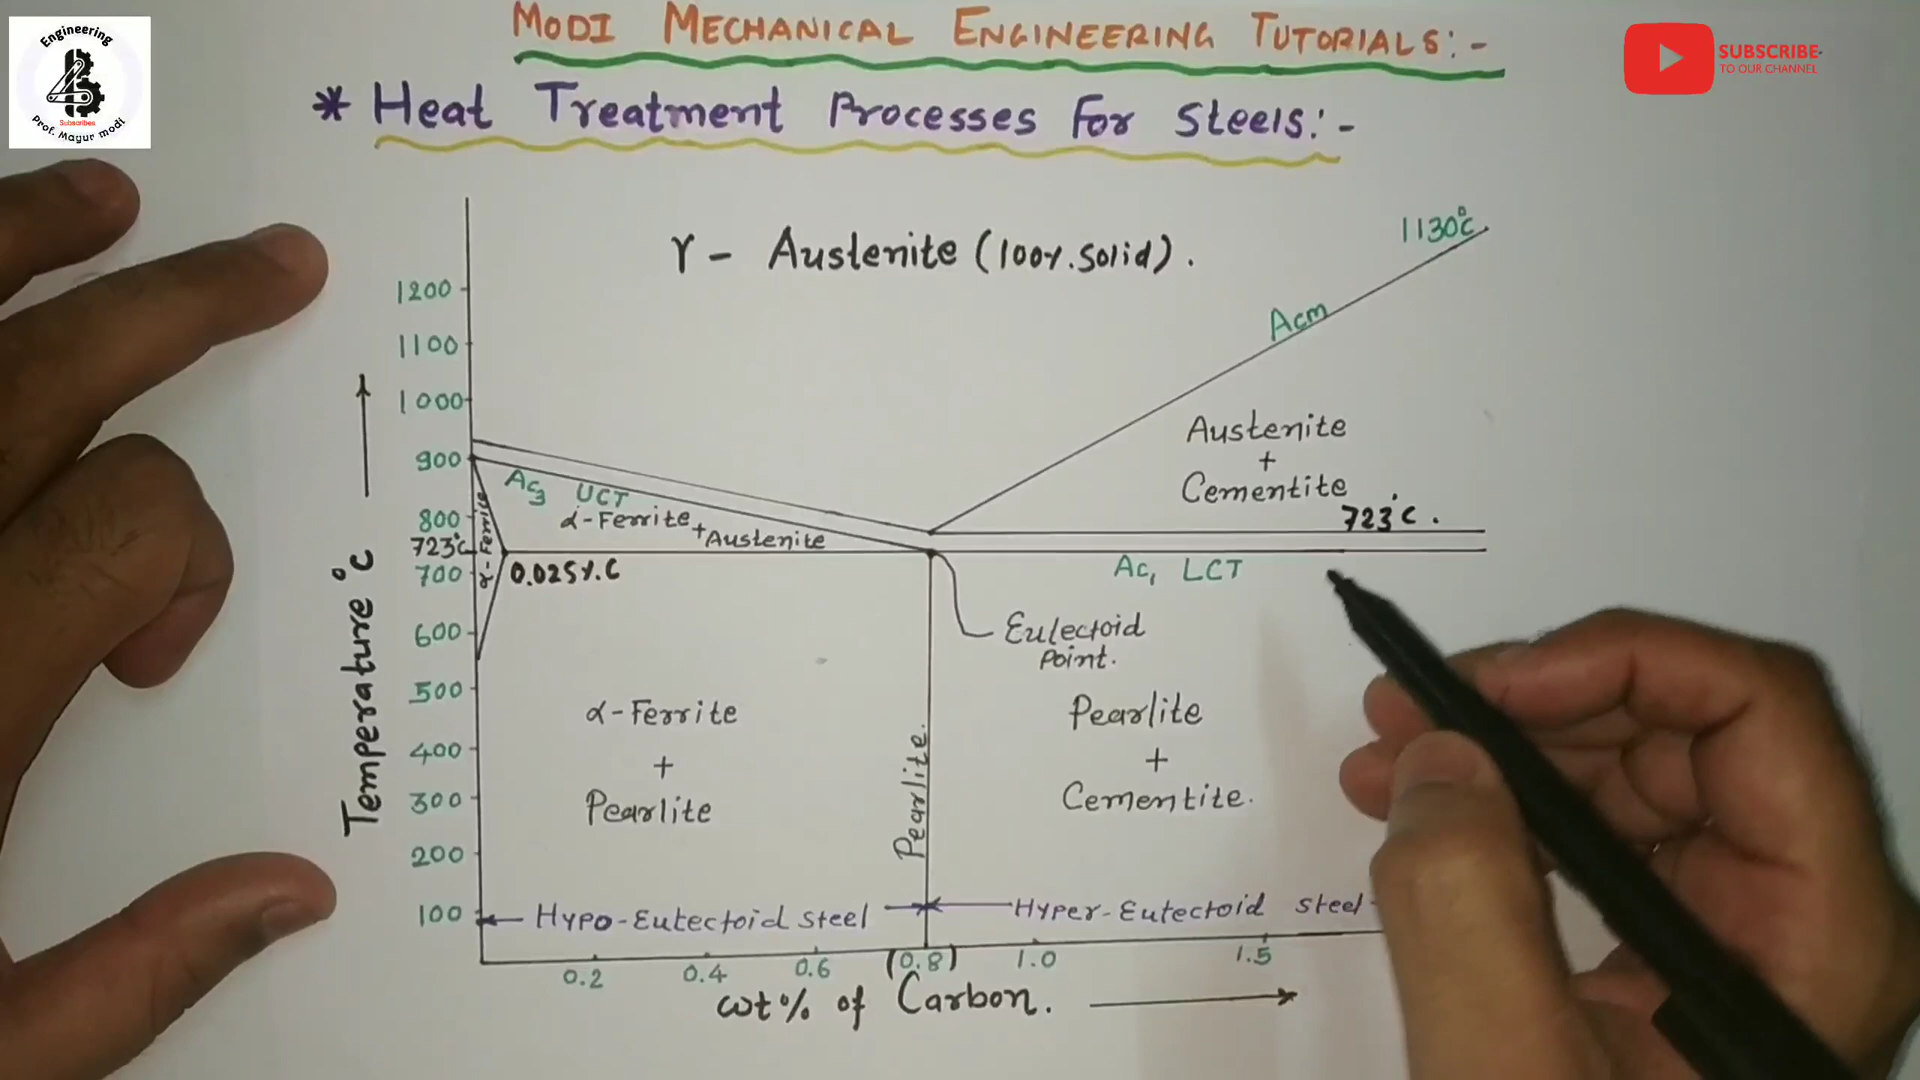 MODI MECHANICAL ENGINEERING TUTORIALS:-
Engineering
Subscribes
Prof. Mayur modi
SUBSCRIBE
TO OUR CHANNEL
* Heat Treatment Processes For Steels:-
γ - Austenite (100%.Solid).
1130°C
Acm
1200
1100
1000
900
800
723°C
700
600
500
400
300
200
100
Temperature °C
Ac3 UCT
α-Ferrite
+Austenite
α-Ferrite
0.025%.C
Austenite
+
Cementite
723°C.
Ac1 LCT
Eutectoid
Point.
α-Ferrite
+
Pearlite
Pearlite.
Pearlite
+
Cementite.
Hypo-Eutectoid steel
Hyper-Eutectoid steel
0.2
0.4
0.6
(0.8)
1.0
1.5
wt% of Carbon.